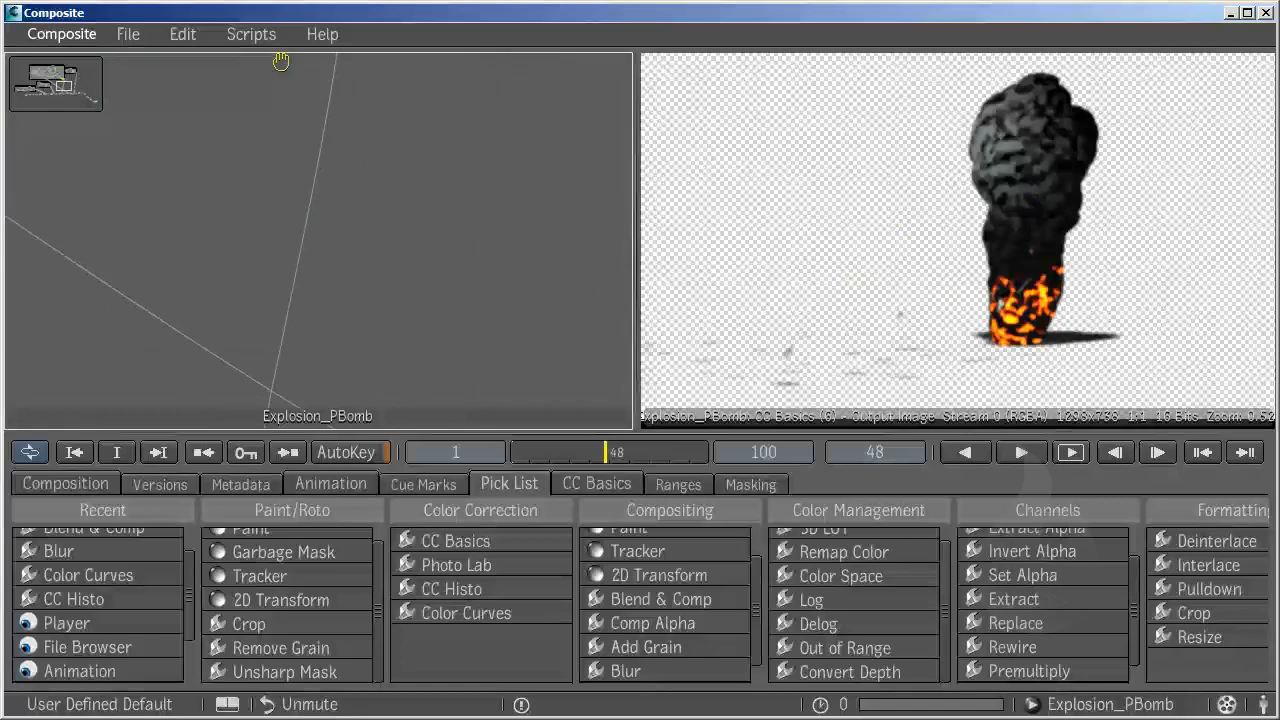 Composite
Composite File Edit Scripts Help
Explosion_PBomb
Explosion_PBomb: CC Basics (6) - Output Image Stream 0 (RGBA) 1298x738 1:1 16 Bits Zoom: 0.52
AutoKey 1 48 100 48
Composition Versions Metadata Animation Cue Marks Pick List CC Basics Ranges Masking
Recent Paint/Roto Color Correction Compositing Color Management Channels Formatting
Blend & Comp Paint Paint 3D LUT Extract Alpha
CC Basics Deinterlace
Blur Garbage Mask Tracker Remap Color Invert Alpha
Photo Lab Interlace
Color Curves Tracker 2D Transform Color Space Set Alpha
CC Histo Pulldown
CC Histo 2D Transform Blend & Comp Log Extract
Color Curves Crop
Player Crop Comp Alpha Delog Replace
Resize
File Browser Remove Grain Add Grain Out of Range Rewire
Animation Unsharp Mask Blur Convert Depth Premultiply
User Defined Default Unmute 0 Explosion_PBomb